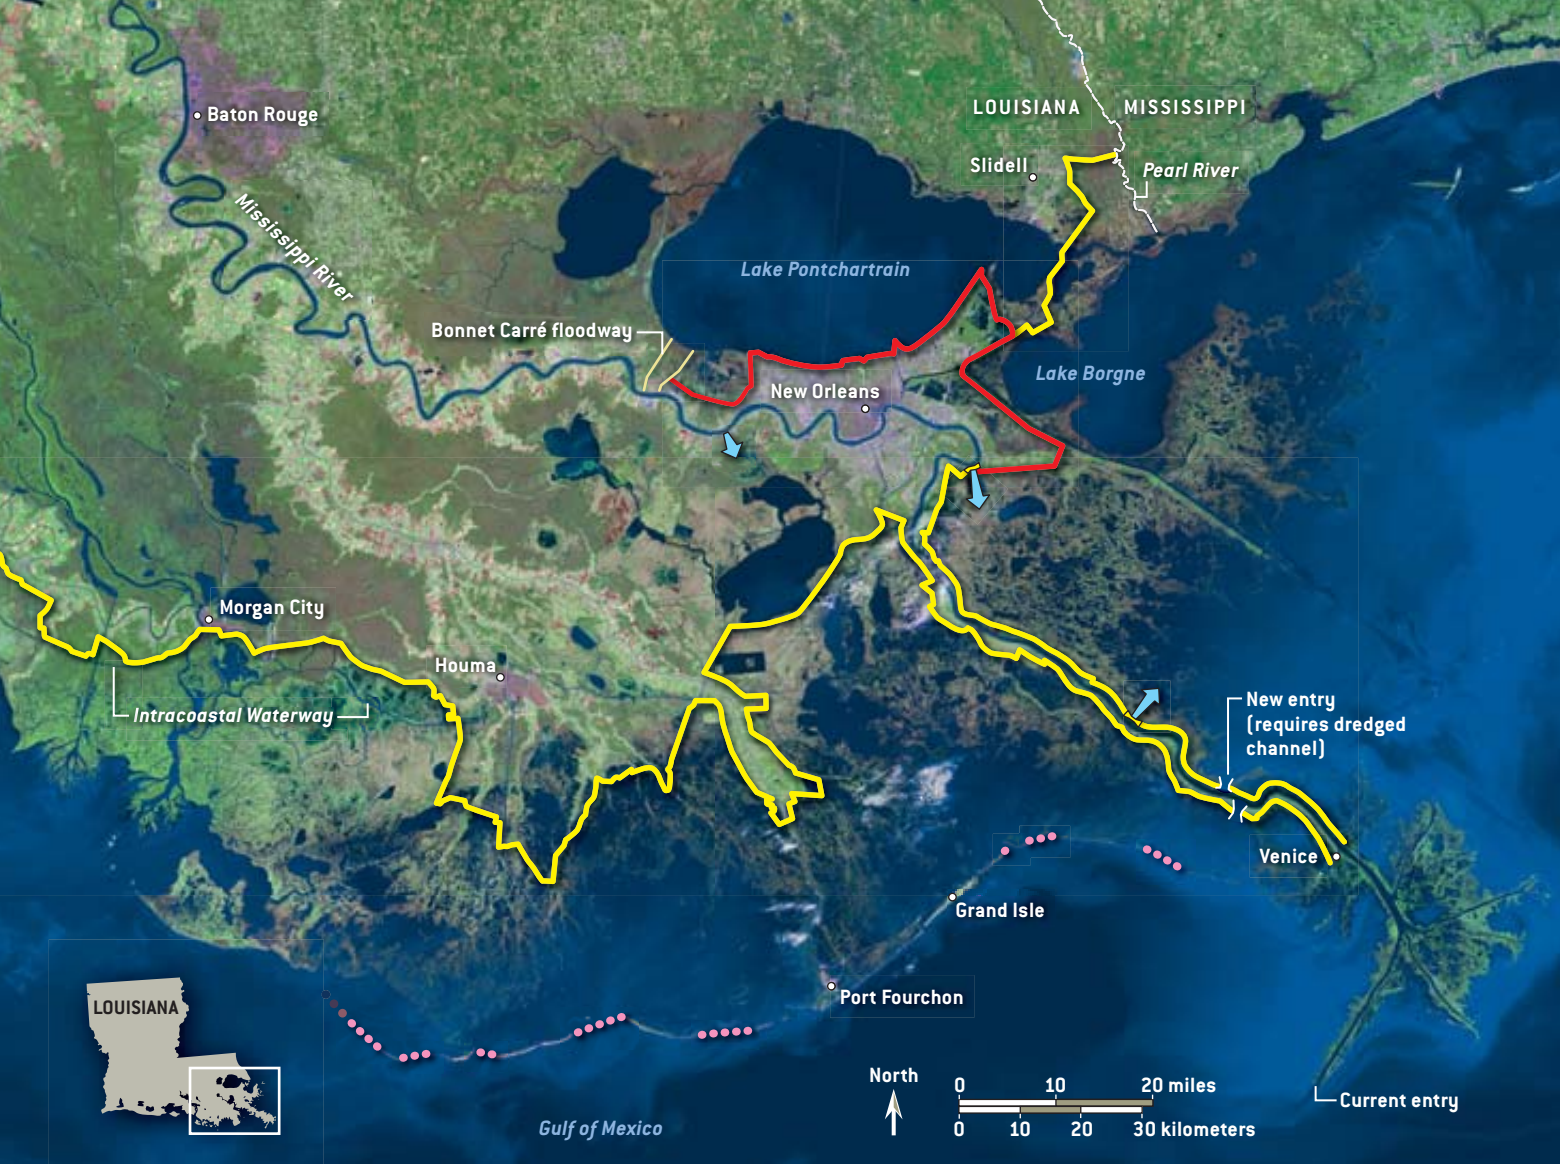 LOUISIANA
MISSISSIPPI
Baton Rouge
Slidell
Pearl River
Mississippi River
Lake Pontchartrain
Bonnet Carré floodway
Lake Borgne
New Orleans
Morgan City
Houma
Intracoastal Waterway
New entry
(requires dredged
channel)
Venice
Grand Isle
Port Fourchon
LOUISIANA
North
0 10 20 miles
0 10 20 30 kilometers
Current entry
Gulf of Mexico